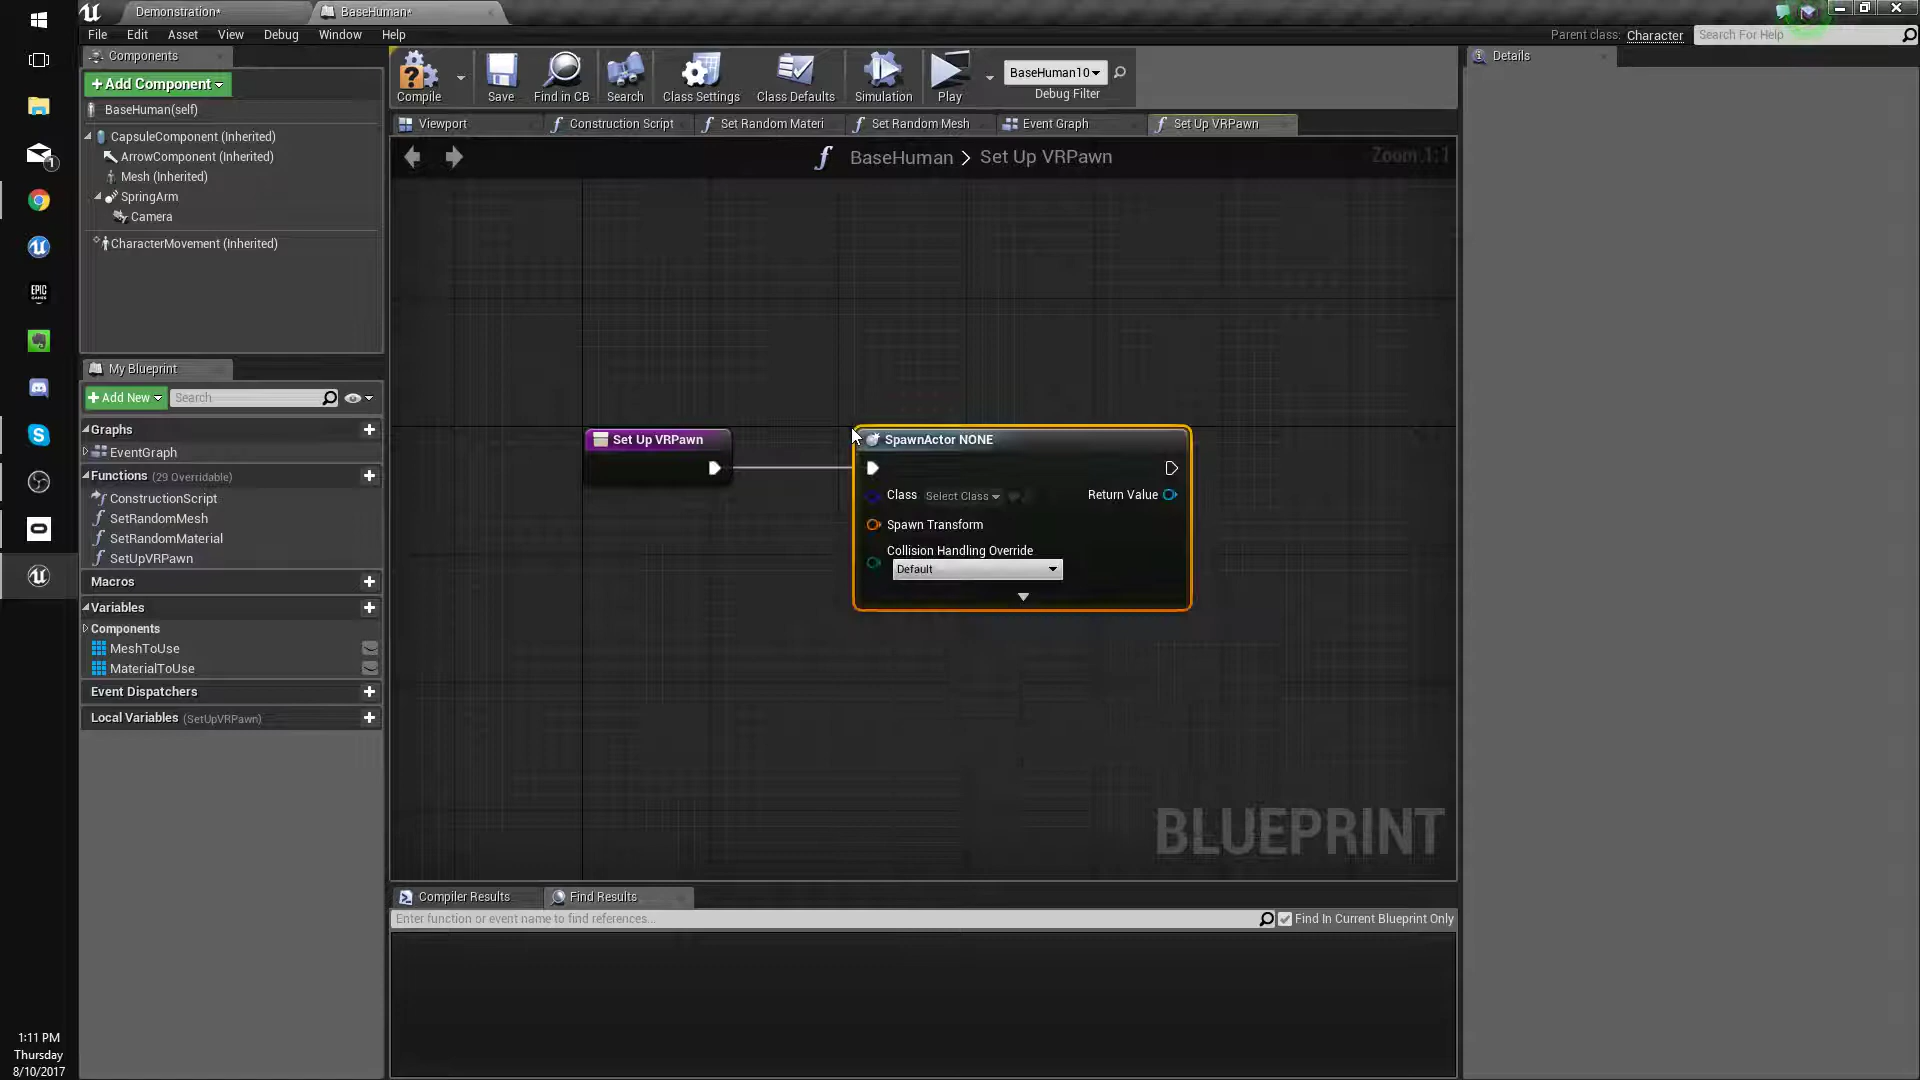 Demonstration*
BaseHuman*
File Edit Asset View Debug Window Help
Parent class: Character
Search For Help
Components
+Add Component
BaseHuman(self)
CapsuleComponent (Inherited)
ArrowComponent (Inherited)
Mesh (Inherited)
SpringArm
Camera
CharacterMovement (Inherited)
Compile
Save
Find in CB
Search
Class Settings
Class Defaults
Simulation
Play
BaseHuman10
Debug Filter
Details
Viewport
Construction Script
Set Random Materi
Set Random Mesh
Event Graph
Set Up VRPawn
BaseHuman > Set Up VRPawn
Zoom 1:1
Set Up VRPawn
SpawnActor NONE
Class Select Class
Return Value
Spawn Transform
Collision Handling Override
Default
BLUEPRINT
My Blueprint
+Add New
Search
Graphs
EventGraph
Functions (29 Overridable)
ConstructionScript
SetRandomMesh
SetRandomMaterial
SetUpVRPawn
Macros
Variables
Components
MeshToUse
MaterialToUse
Event Dispatchers
Local Variables (SetUpVRPawn)
Compiler Results
Find Results
Enter function or event name to find references...
Find In Current Blueprint Only
EPIC
GAMES
1
1:11 PM
Thursday
8/10/2017